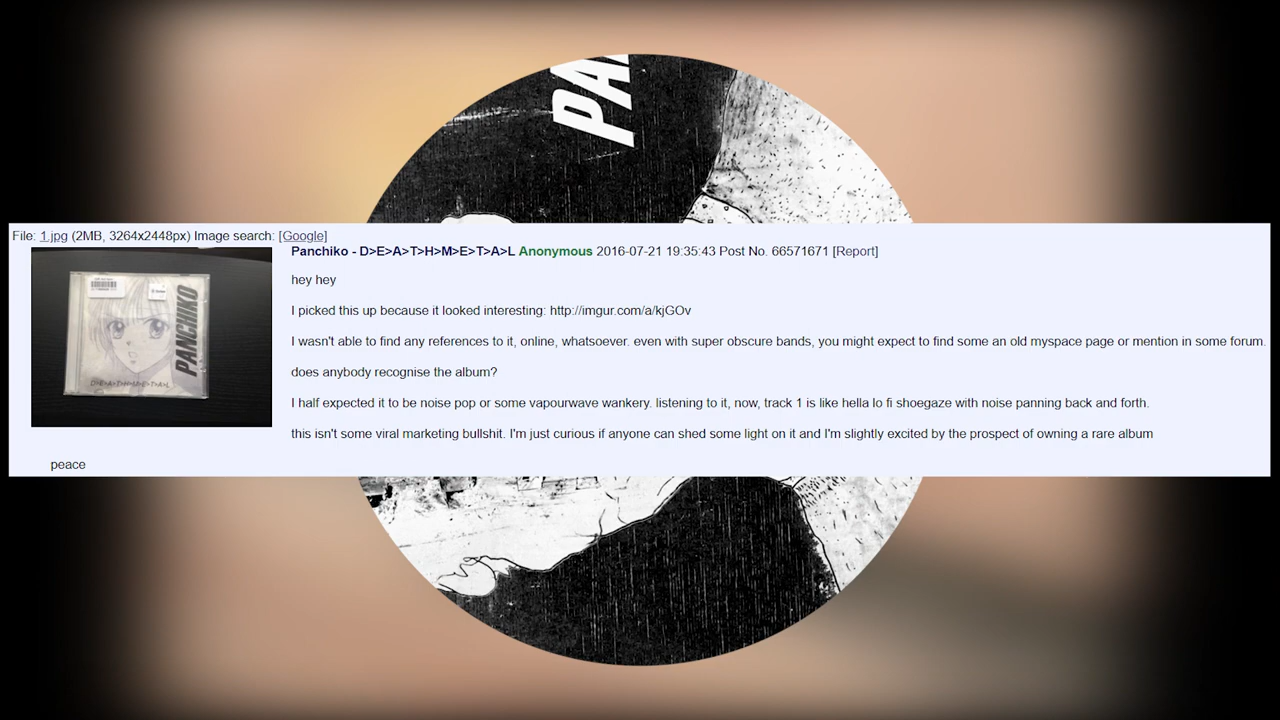 PA
File: 1.jpg (2MB, 3264x2448px) Image search: [Google]
Panchiko - D>E>A>T>H>M>E>T>A>L Anonymous 2016-07-21 19:35:43 Post No. 66571671 [Report]
hey hey
I picked this up because it looked interesting: http://imgur.com/a/kjGOv
I wasn't able to find any references to it, online, whatsoever. even with super obscure bands, you might expect to find some an old myspace page or mention in some forum.
does anybody recognise the album?
I half expected it to be noise pop or some vapourwave wankery. listening to it, now, track 1 is like hella lo fi shoegaze with noise panning back and forth.
this isn't some viral marketing bullshit. I'm just curious if anyone can shed some light on it and I'm slightly excited by the prospect of owning a rare album
peace
PANCHIKO
D>E>A>T>H>M>E>T>A>L